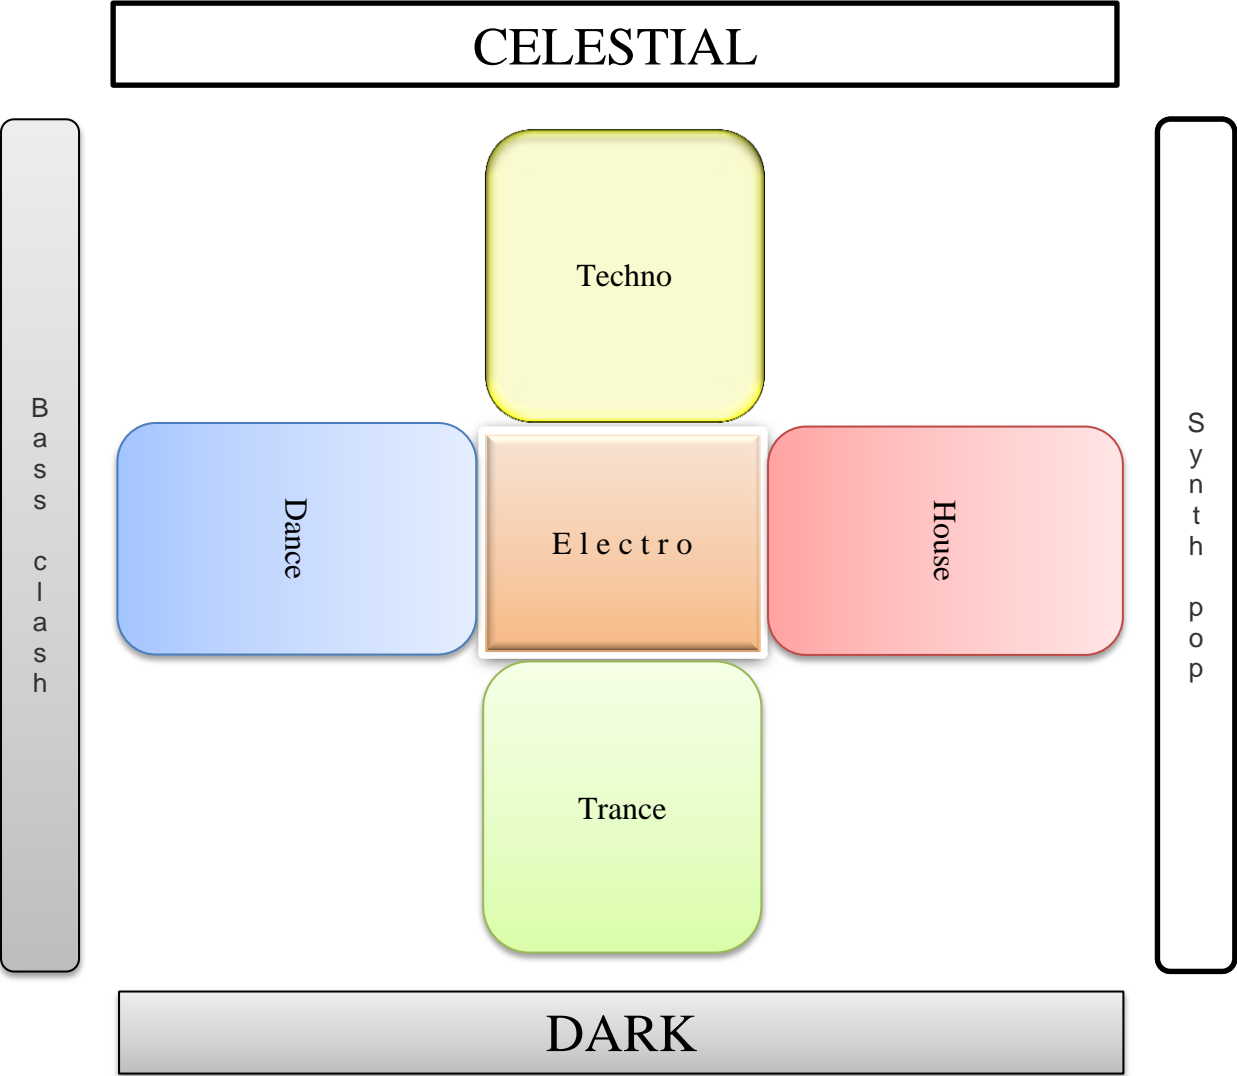 CELESTIAL
Techno
Bass clash
Dance
Electro
House
Synth pop
Trance
DARK